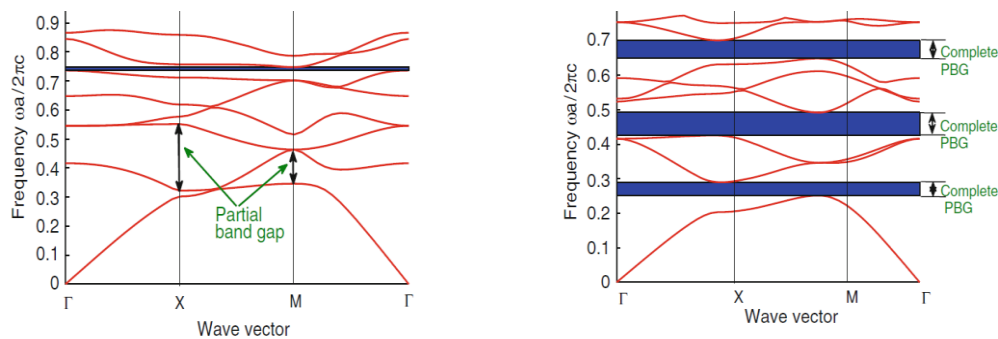 Frequency ωa/2πc
0.9
0.8
0.7
0.6
0.5
0.4
0.3
0.2
0.1
0
Partial
band gap
Γ
X
M
Γ
Wave vector
Frequency ωa/2πc
0.7
0.6
0.5
0.4
0.3
0.2
0.1
0
Complete
PBG
Complete
PBG
Complete
PBG
Γ
X
M
Γ
Wave vector